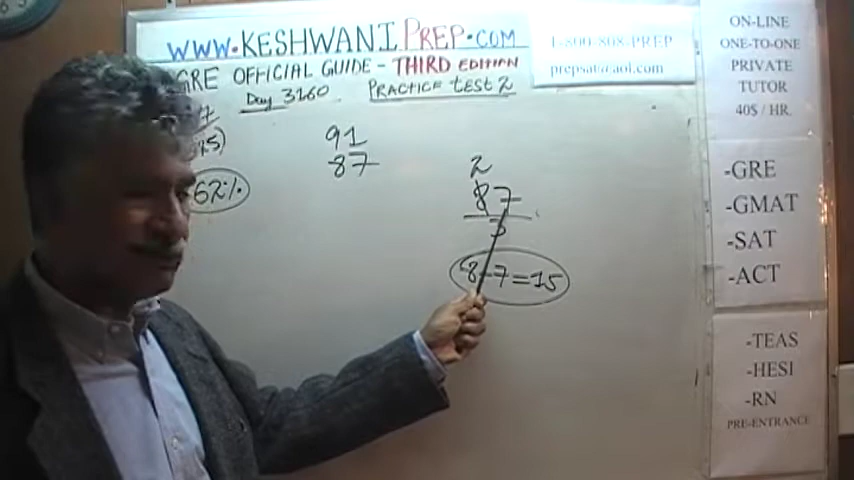 WWW.KESHWANIPREP.COM
1-800-808-PREP
prepsat@aol.com
GRE OFFICIAL GUIDE - THIRD EDITION
Day 3160
PRACTICE TEST 2
62%
91
87
2
87
3
8+7=15
ON-LINE
ONE-TO-ONE
PRIVATE
TUTOR
40$ / HR.
-GRE
-GMAT
-SAT
-ACT
-TEAS
-HESI
-RN
PRE-ENTRANCE